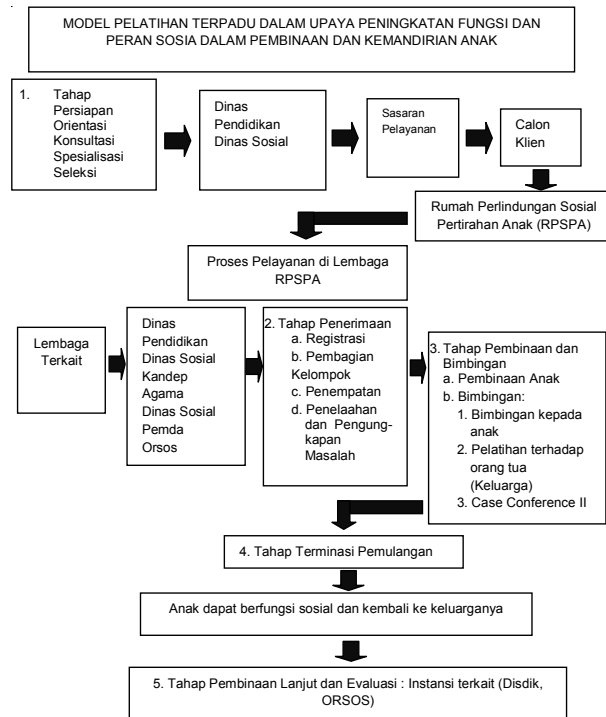 MODEL PELATIHAN TERPADU DALAM UPAYA PENINGKATAN FUNGSI DAN
PERAN SOSIA DALAM PEMBINAAN DAN KEMANDIRIAN ANAK
1. Tahap
Persiapan
Orientasi
Konsultasi
Spesialisasi
Seleksi
Dinas
Pendidikan
Dinas Sosial
Sasaran
Pelayanan
Calon
Klien
Rumah Perlindungan Sosial
Pertirahan Anak (RPSPA)
Proses Pelayanan di Lembaga
RPSPA
Lembaga
Terkait
Dinas
Pendidikan
Dinas Sosial
Kandep
Agama
Dinas Sosial
Pemda
Orsos
2. Tahap Penerimaan
a. Registrasi
b. Pembagian
Kelompok
c. Penempatan
d. Penelaahan
dan Pengung-
kapan
Masalah
3. Tahap Pembinaan dan
Bimbingan
a. Pembinaan Anak
b. Bimbingan:
1. Bimbingan kepada
anak
2. Pelatihan terhadap
orang tua
(Keluarga)
3. Case Conference II
4. Tahap Terminasi Pemulangan
Anak dapat berfungsi sosial dan kembali ke keluarganya
5. Tahap Pembinaan Lanjut dan Evaluasi : Instansi terkait (Disdik,
ORSOS)